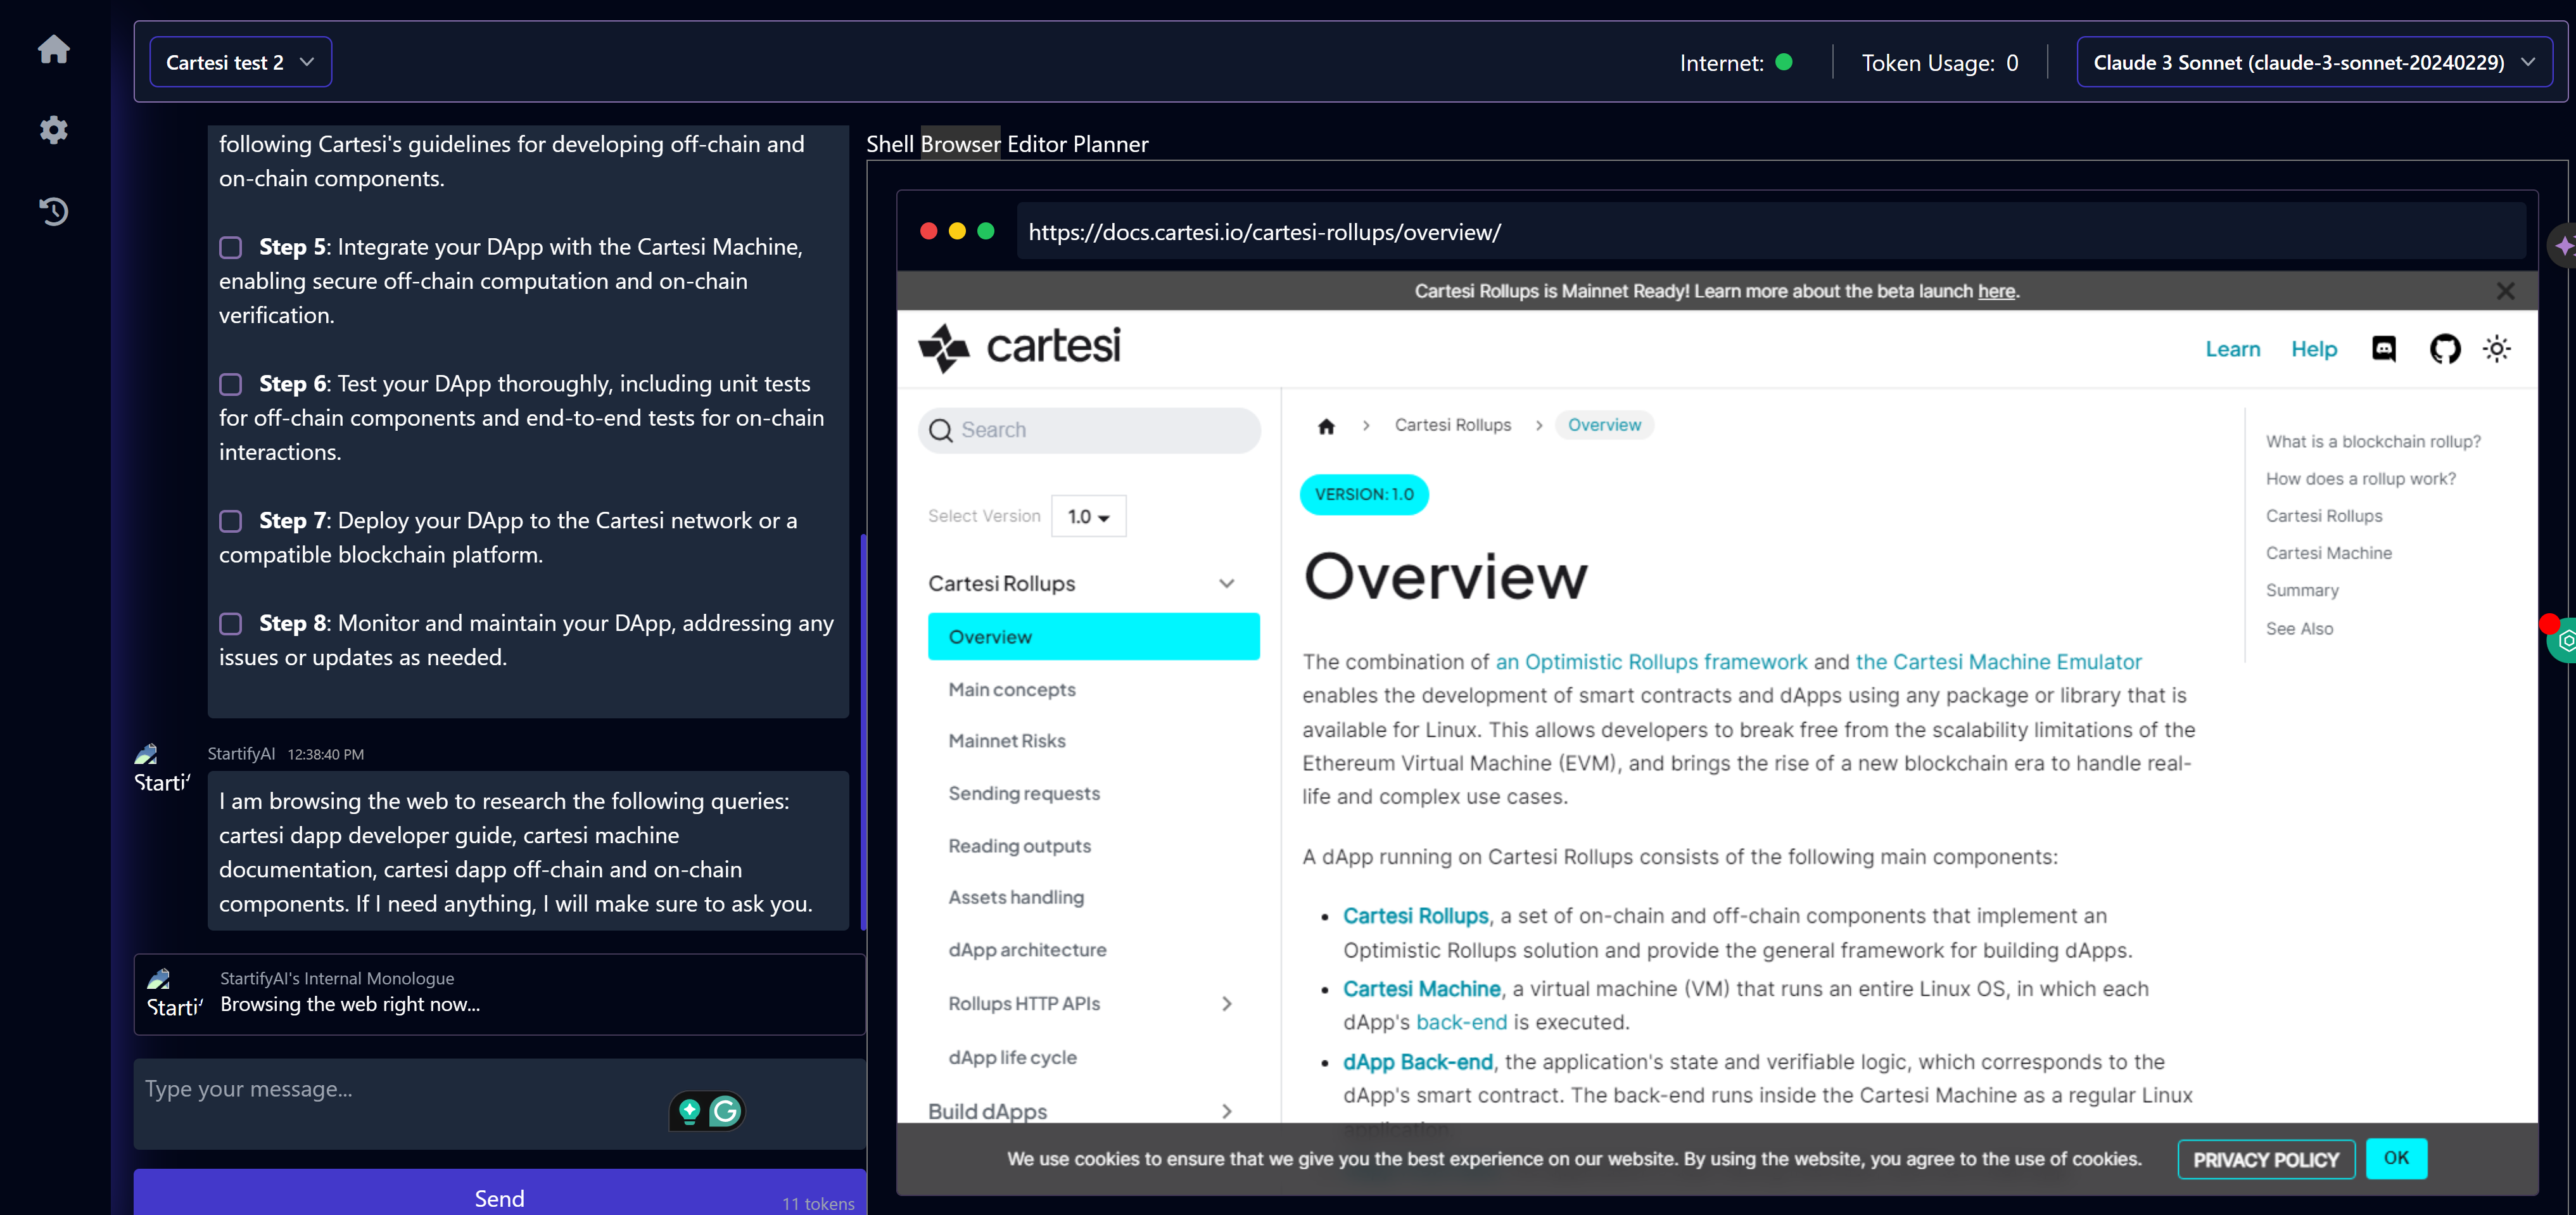 Cartesi test 2
Internet:
Token Usage: 0
Claude 3 Sonnet (claude-3-sonnet-20240229)
following Cartesi's guidelines for developing off-chain and
on-chain components.
Step 5: Integrate your DApp with the Cartesi Machine,
enabling secure off-chain computation and on-chain
verification.
Step 6: Test your DApp thoroughly, including unit tests
for off-chain components and end-to-end tests for on-chain
interactions.
Step 7: Deploy your DApp to the Cartesi network or a
compatible blockchain platform.
Step 8: Monitor and maintain your DApp, addressing any
issues or updates as needed.
StartifyAI 12:38:40 PM
Starti
I am browsing the web to research the following queries:
cartesi dapp developer guide, cartesi machine
documentation, cartesi dapp off-chain and on-chain
components. If I need anything, I will make sure to ask you.
StartifyAI's Internal Monologue
Starti
Browsing the web right now...
Type your message...
Send
11 tokens
Shell Browser Editor Planner
https://docs.cartesi.io/cartesi-rollups/overview/
Cartesi Rollups is Mainnet Ready! Learn more about the beta launch here.
cartesi
Learn
Help
Search
Select Version
1.0
Cartesi Rollups
Overview
Main concepts
Mainnet Risks
Sending requests
Reading outputs
Assets handling
dApp architecture
Rollups HTTP APIs
dApp life cycle
Build dApps
Cartesi Rollups
Overview
VERSION: 1.0
Overview
The combination of an Optimistic Rollups framework and the Cartesi Machine Emulator
enables the development of smart contracts and dApps using any package or library that is
available for Linux. This allows developers to break free from the scalability limitations of the
Ethereum Virtual Machine (EVM), and brings the rise of a new blockchain era to handle real-
life and complex use cases.
A dApp running on Cartesi Rollups consists of the following main components:
Cartesi Rollups, a set of on-chain and off-chain components that implement an
Optimistic Rollups solution and provide the general framework for building dApps.
Cartesi Machine, a virtual machine (VM) that runs an entire Linux OS, in which each
dApp's back-end is executed.
dApp Back-end, the application's state and verifiable logic, which corresponds to the
dApp's smart contract. The back-end runs inside the Cartesi Machine as a regular Linux
application.
What is a blockchain rollup?
How does a rollup work?
Cartesi Rollups
Cartesi Machine
Summary
See Also
We use cookies to ensure that we give you the best experience on our website. By using the website, you agree to the use of cookies.
PRIVACY POLICY
OK